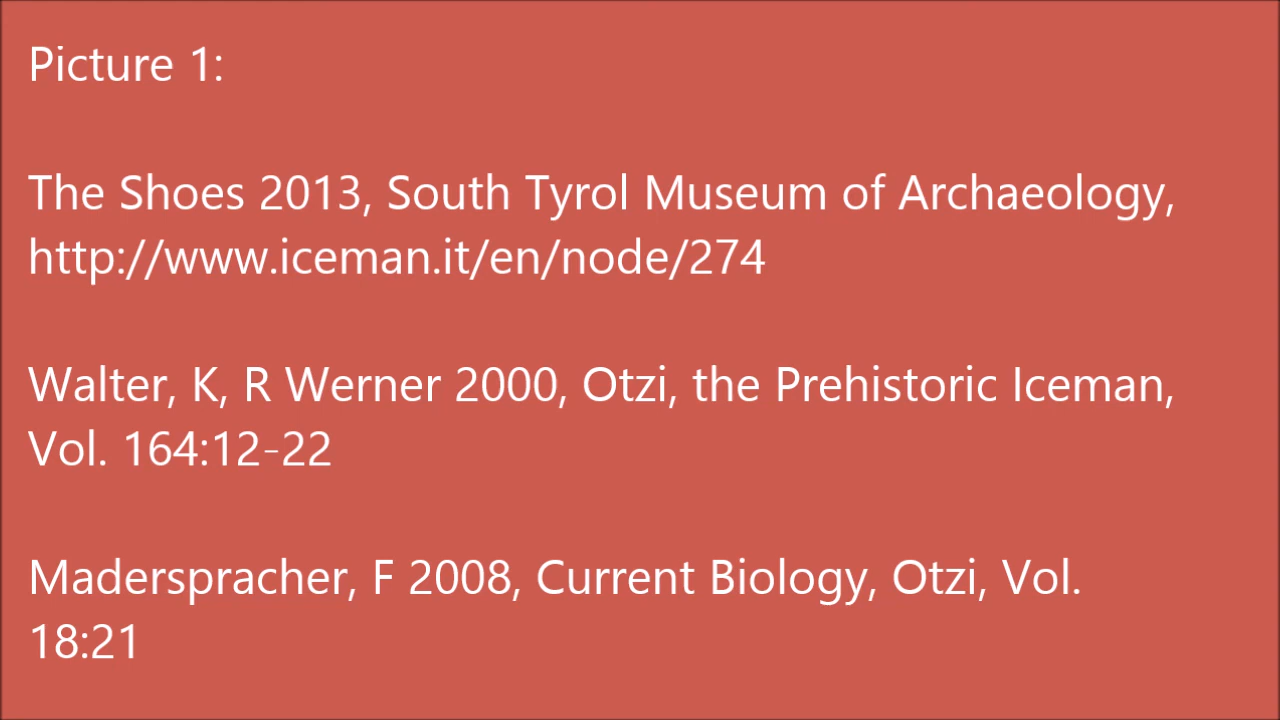 Picture 1:
The Shoes 2013, South Tyrol Museum of Archaeology,
http://www.iceman.it/en/node/274
Walter, K, R Werner 2000, Otzi, the Prehistoric Iceman,
Vol. 164:12-22
Maderspracher, F 2008, Current Biology, Otzi, Vol.
18:21